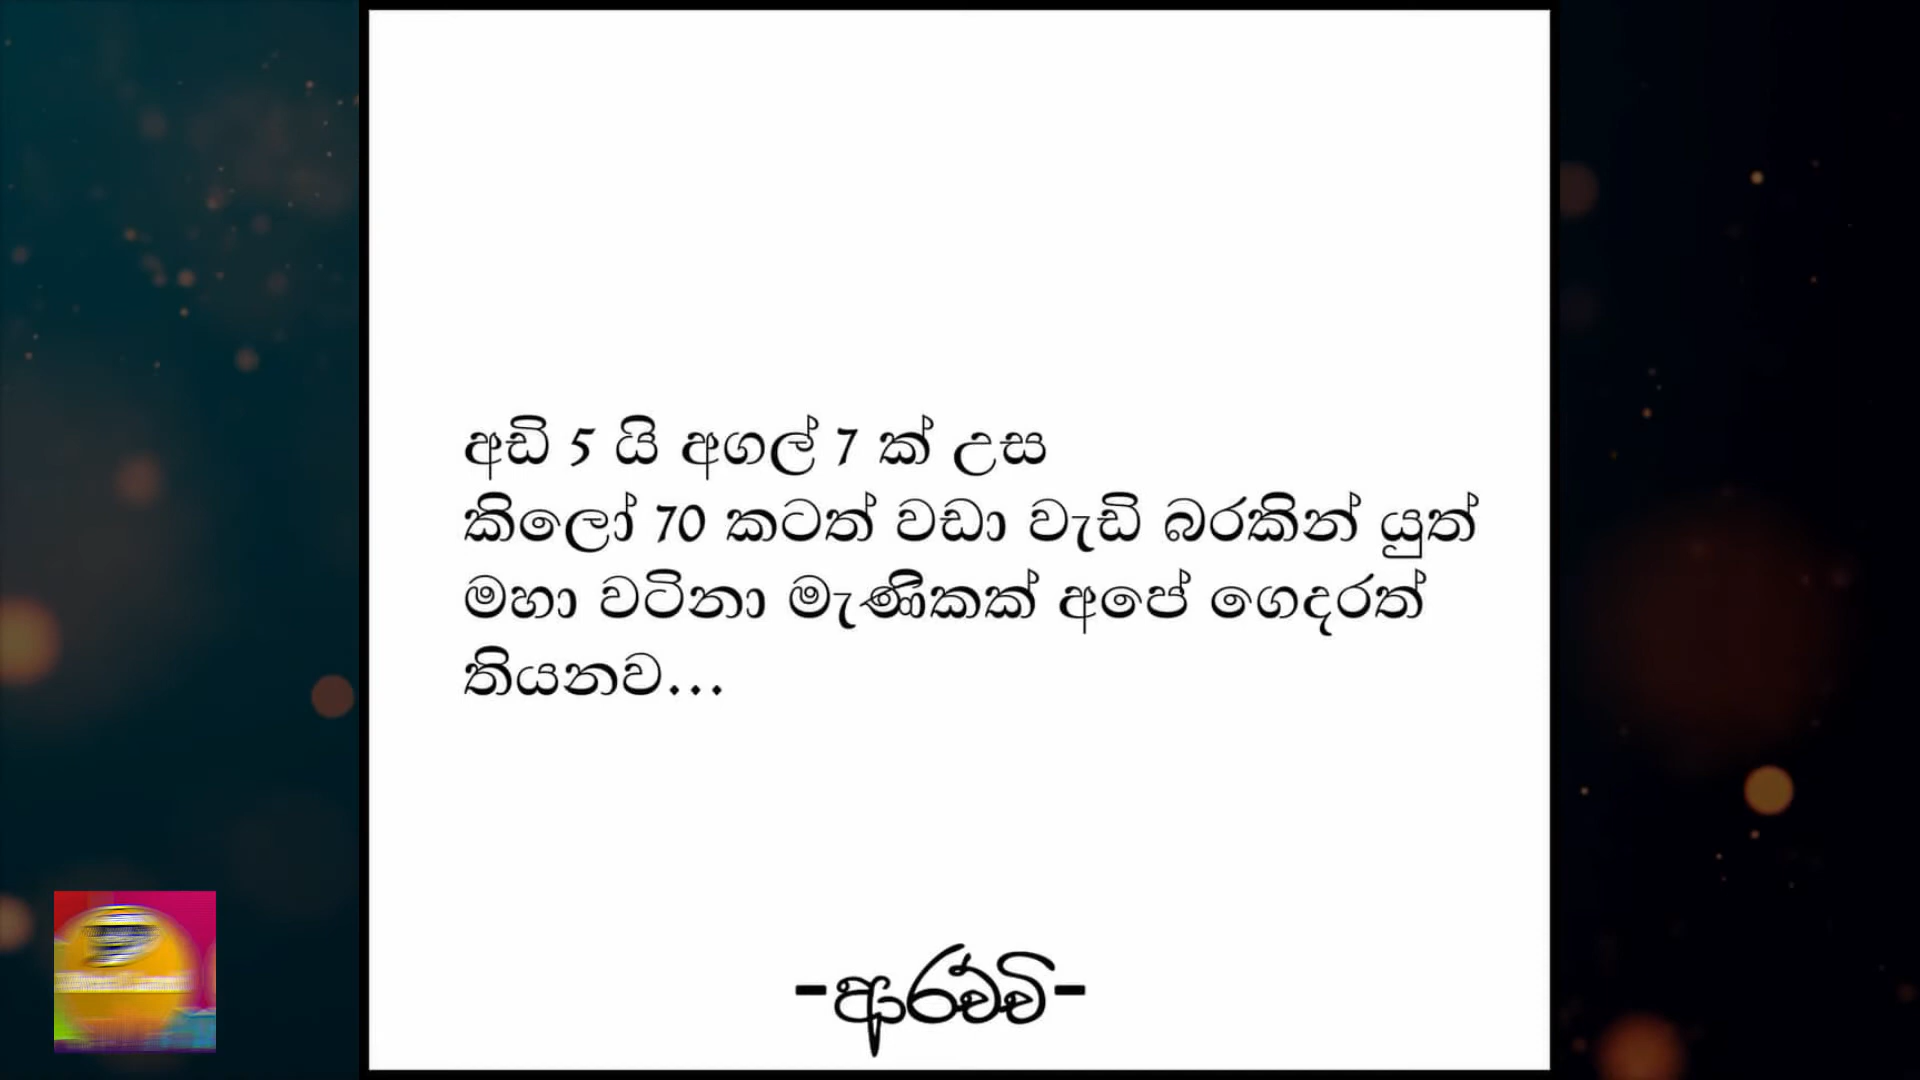 අඩි 5 යි අගල් 7 ක් උස
කිලෝ 70 කටත් වඩා වැඩි බරකින් යුත්
මහා වටිනා මැණිකක් අපේ ගෙදරත්
තියනව...
-ආරච්චි-